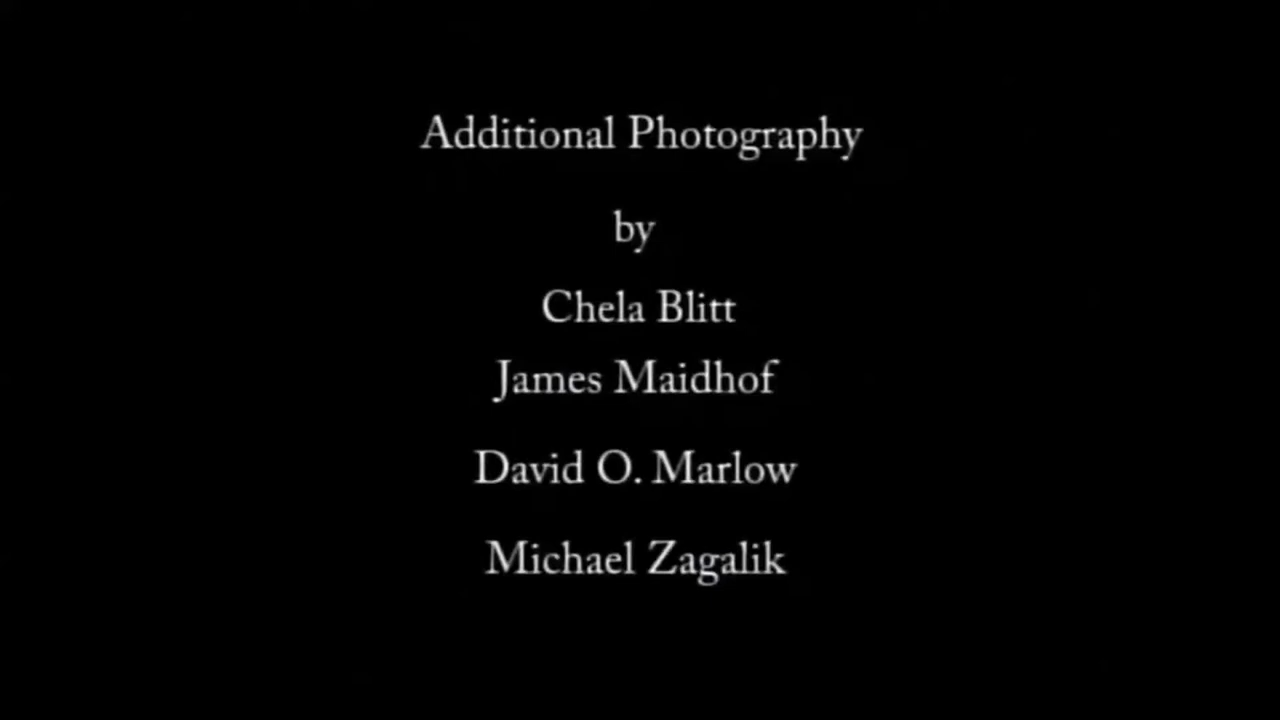 Additional Photography
by
Chela Blitt
James Maidhof
David O. Marlow
Michael Zagalik